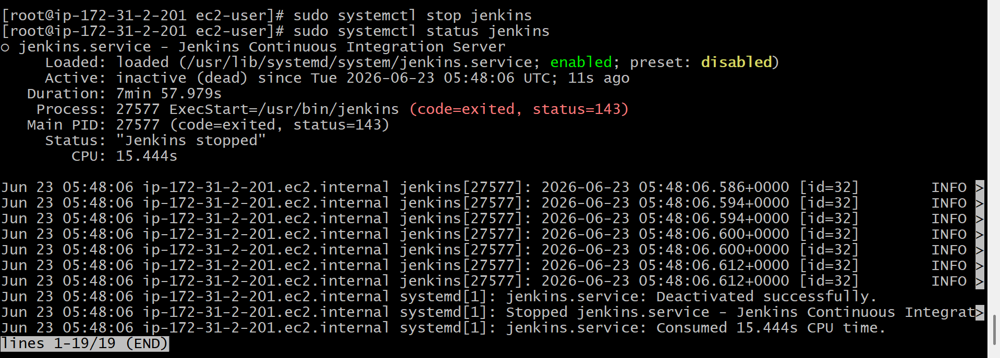 [root@ip-172-31-2-201 ec2-user]# sudo systemctl stop jenkins
[root@ip-172-31-2-201 ec2-user]# sudo systemctl status jenkins
○ jenkins.service - Jenkins Continuous Integration Server
     Loaded: loaded (/usr/lib/systemd/system/jenkins.service; enabled; preset: disabled)
     Active: inactive (dead) since Tue 2026-06-23 05:48:06 UTC; 11s ago
   Duration: 7min 57.979s
    Process: 27577 ExecStart=/usr/bin/jenkins (code=exited, status=143)
   Main PID: 27577 (code=exited, status=143)
     Status: "Jenkins stopped"
        CPU: 15.444s

Jun 23 05:48:06 ip-172-31-2-201.ec2.internal jenkins[27577]: 2026-06-23 05:48:06.586+0000 [id=32]        INFO >
Jun 23 05:48:06 ip-172-31-2-201.ec2.internal jenkins[27577]: 2026-06-23 05:48:06.594+0000 [id=32]        INFO >
Jun 23 05:48:06 ip-172-31-2-201.ec2.internal jenkins[27577]: 2026-06-23 05:48:06.594+0000 [id=32]        INFO >
Jun 23 05:48:06 ip-172-31-2-201.ec2.internal jenkins[27577]: 2026-06-23 05:48:06.600+0000 [id=32]        INFO >
Jun 23 05:48:06 ip-172-31-2-201.ec2.internal jenkins[27577]: 2026-06-23 05:48:06.600+0000 [id=32]        INFO >
Jun 23 05:48:06 ip-172-31-2-201.ec2.internal jenkins[27577]: 2026-06-23 05:48:06.612+0000 [id=32]        INFO >
Jun 23 05:48:06 ip-172-31-2-201.ec2.internal jenkins[27577]: 2026-06-23 05:48:06.612+0000 [id=32]        INFO >
Jun 23 05:48:06 ip-172-31-2-201.ec2.internal systemd[1]: jenkins.service: Deactivated successfully.
Jun 23 05:48:06 ip-172-31-2-201.ec2.internal systemd[1]: Stopped jenkins.service - Jenkins Continuous Integrat>
Jun 23 05:48:06 ip-172-31-2-201.ec2.internal systemd[1]: jenkins.service: Consumed 15.444s CPU time.
lines 1-19/19 (END)